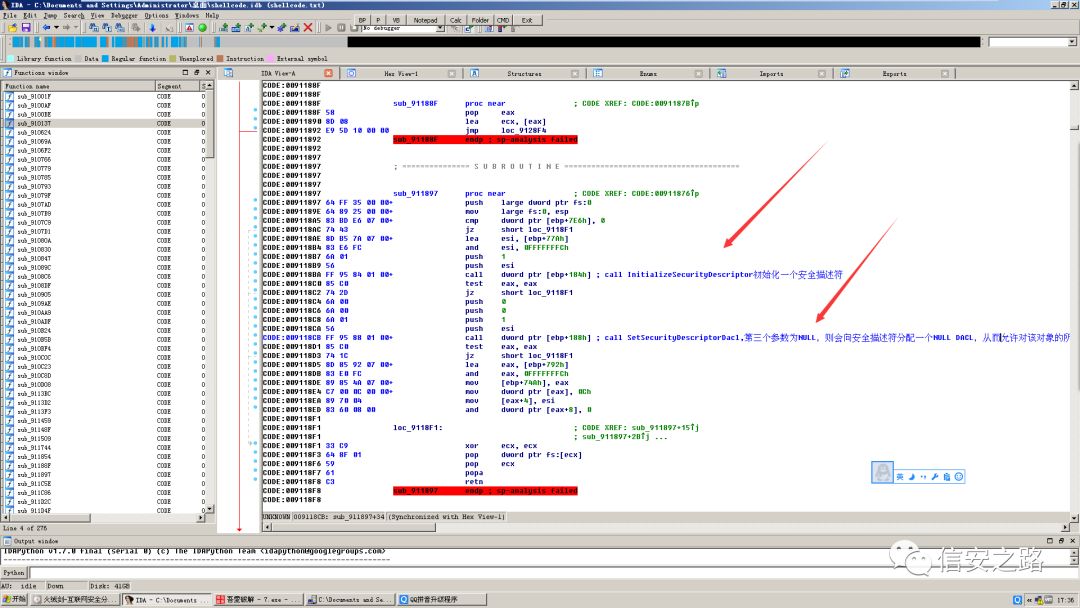 IDA - C:\Documents and Settings\Administrator\桌面\shellcode.idb (shellcode.txt)
File Edit Jump Search View Debugger Options Windows Help
BP P VB Notepad Calc Folder CMD Exit
No debugger
Library function Data Regular function Unexplored Instruction External symbol
Functions window
IDA View-A Hex View-1 Structures Enums Imports Exports
Function name Segment S
sub_91001F CODE 0
sub_9100AF CODE 0
sub_9100BE CODE 0
sub_910137 CODE 0
sub_910624 CODE 0
sub_91069A CODE 0
sub_9106F2 CODE 0
sub_910766 CODE 0
sub_910779 CODE 0
sub_910785 CODE 0
sub_910793 CODE 0
sub_91079F CODE 0
sub_9107AD CODE 0
sub_9107B9 CODE 0
sub_9107C9 CODE 0
sub_9107D1 CODE 0
sub_91080A CODE 0
sub_910830 CODE 0
sub_910847 CODE 0
sub_91089C CODE 0
sub_9108C6 CODE 0
sub_9108DF CODE 0
sub_910905 CODE 0
sub_9109AE CODE 0
sub_910AA9 CODE 0
sub_910ADF CODE 0
sub_910B24 CODE 0
sub_910B5B CODE 0
sub_910BF4 CODE 0
sub_910C0C CODE 0
sub_910C23 CODE 0
sub_910C8D CODE 0
sub_910D08 CODE 0
sub_9113BC CODE 0
sub_9113D2 CODE 0
sub_9113F3 CODE 0
sub_911459 CODE 0
sub_91148F CODE 0
sub_911509 CODE 0
sub_911744 CODE 0
sub_911854 CODE 0
sub_91188F CODE 0
sub_911897 CODE 0
sub_911C5E CODE 0
sub_911C86 CODE 0
sub_911D2C CODE 0
sub_911D4F CODE 0
Line 4 of 276
CODE:0091188F
CODE:0091188F
CODE:0091188F sub_91188F proc near ; CODE XREF: CODE:0091187B↑p
CODE:0091188F 58 pop eax
CODE:00911890 8D 08 lea ecx, [eax]
CODE:00911892 E9 5D 10 00 00 jmp loc_9128F4
CODE:00911892 sub_91188F endp ; sp-analysis failed
CODE:00911892
CODE:00911897
CODE:00911897 ; =============== S U B R O U T I N E =======================================
CODE:00911897
CODE:00911897
CODE:00911897 sub_911897 proc near ; CODE XREF: CODE:00911876↑p
CODE:00911897 64 FF 35 00 00+ push large dword ptr fs:0
CODE:00911897 64 89 25 00 00+ mov large fs:0, esp
CODE:009118A5 83 BD E6 07 00+ cmp dword ptr [ebp+7E6h], 0
CODE:009118AC 74 43 jz short loc_9118F1
CODE:009118AE 8D B5 7A 07 00+ lea esi, [ebp+77Ah]
CODE:009118B4 83 E6 FC and esi, 0FFFFFFFCh
CODE:009118B7 6A 01 push 1
CODE:009118B9 56 push esi
CODE:009118BA FF 95 84 01 00+ call dword ptr [ebp+184h] ; call InitializeSecurityDescriptor初始化一个安全描述符
CODE:009118C0 85 C0 test eax, eax
CODE:009118C2 74 2D jz short loc_9118F1
CODE:009118C4 6A 00 push 0
CODE:009118C6 6A 00 push 0
CODE:009118C8 6A 01 push 1
CODE:009118CA 56 push esi
CODE:009118CB FF 95 88 01 00+ call dword ptr [ebp+188h] ; call SetSecurityDescriptorDacl,第三个参数为NULL, 则会向安全描述符分配一个NULL DACL, 从而允许对该对象的所
CODE:009118D1 85 C0 test eax, eax
CODE:009118D3 74 1C jz short loc_9118F1
CODE:009118D5 8D 85 92 07 00+ lea eax, [ebp+792h]
CODE:009118DB 83 E0 FC and eax, 0FFFFFFFCh
CODE:009118DE 89 85 4A 07 00+ mov [ebp+74Ah], eax
CODE:009118E4 C7 00 0C 00 00+ mov dword ptr [eax], 0Ch
CODE:009118EA 89 70 04 mov [eax+4], esi
CODE:009118ED 83 60 08 00 and dword ptr [eax+8], 0
CODE:009118F1
CODE:009118F1 loc_9118F1: ; CODE XREF: sub_911897+15↑j
CODE:009118F1 ; sub_911897+2B↑j ...
CODE:009118F1 33 C9 xor ecx, ecx
CODE:009118F3 64 8F 01 pop dword ptr fs:[ecx]
CODE:009118F6 59 pop ecx
CODE:009118F7 61 popa
CODE:009118F8 C3 retn
CODE:009118F8 sub_911897 endp ; sp-analysis failed
CODE:009118F8
英
UNKNOWN 009118CB: sub_911897+34 (Synchronized with Hex View-1)
Output window
IDAPython v1.7.0 final (serial 0) (c) The IDAPython Team <idapython@googlegroups.com>
Python
AU: idle Down Disk: 41GB
信安之路
开始 火绒剑-互联网安全分... IDA - C:\Documents ... 吾爱破解 - 7.exe - ... C:\Documents and Se... QQ拼音升级程序 17:36